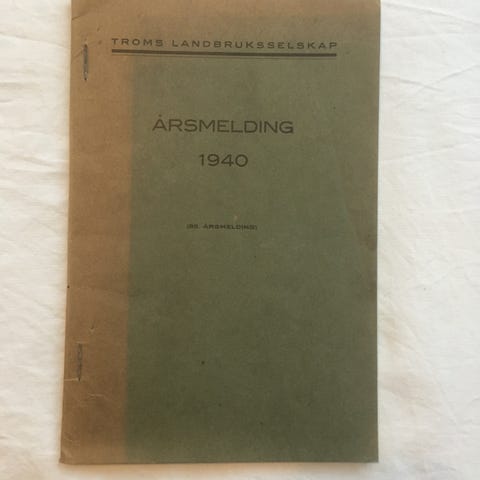 TROMS LANDBRUKSSELSKAP
ÅRSMELDING
1940
ÅRSMELDING)